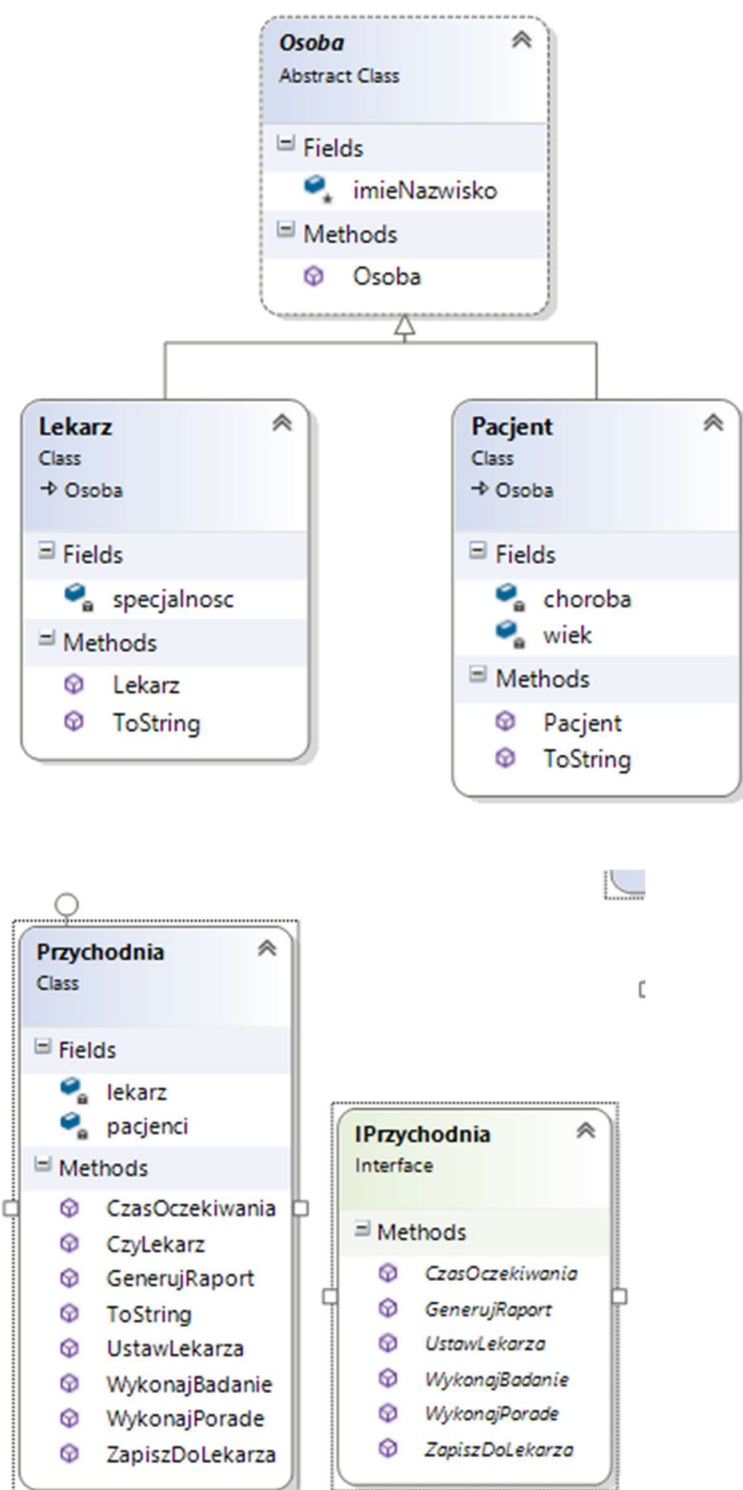 Osoba
Abstract Class
Fields
imieNazwisko
Methods
Osoba
Lekarz
Class
Osoba
Fields
specjalnosc
Methods
Lekarz
ToString
Pacjent
Class
Osoba
Fields
choroba
wiek
Methods
Pacjent
ToString
Przychodnia
Class
Fields
lekarz
pacjenci
Methods
CzasOczekiwania
CzyLekarz
GenerujRaport
ToString
UstawLekarza
WykonajBadanie
WykonajPorade
ZapiszDoLekarza
IPrzychodnia
Interface
Methods
CzasOczekiwania
GenerujRaport
UstawLekarza
WykonajBadanie
WykonajPorade
ZapiszDoLekarza